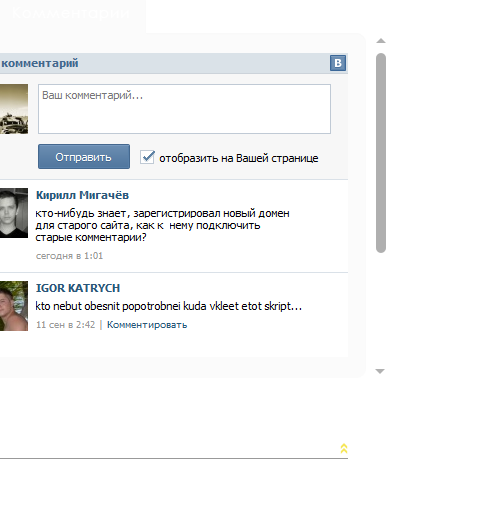 комментарий
B
Ваш комментарий...
Отправить
отобразить на Вашей странице
Кирилл Мигачёв
кто-нибудь знает, зарегистрировал новый домен
для старого сайта, как к нему подключить
старые комментарии?
сегодня в 1:01
IGOR KATRYCH
kto nebut obesnit popotrobnei kuda vkleet etot skript...
11 сен в 2:42 | Комментировать